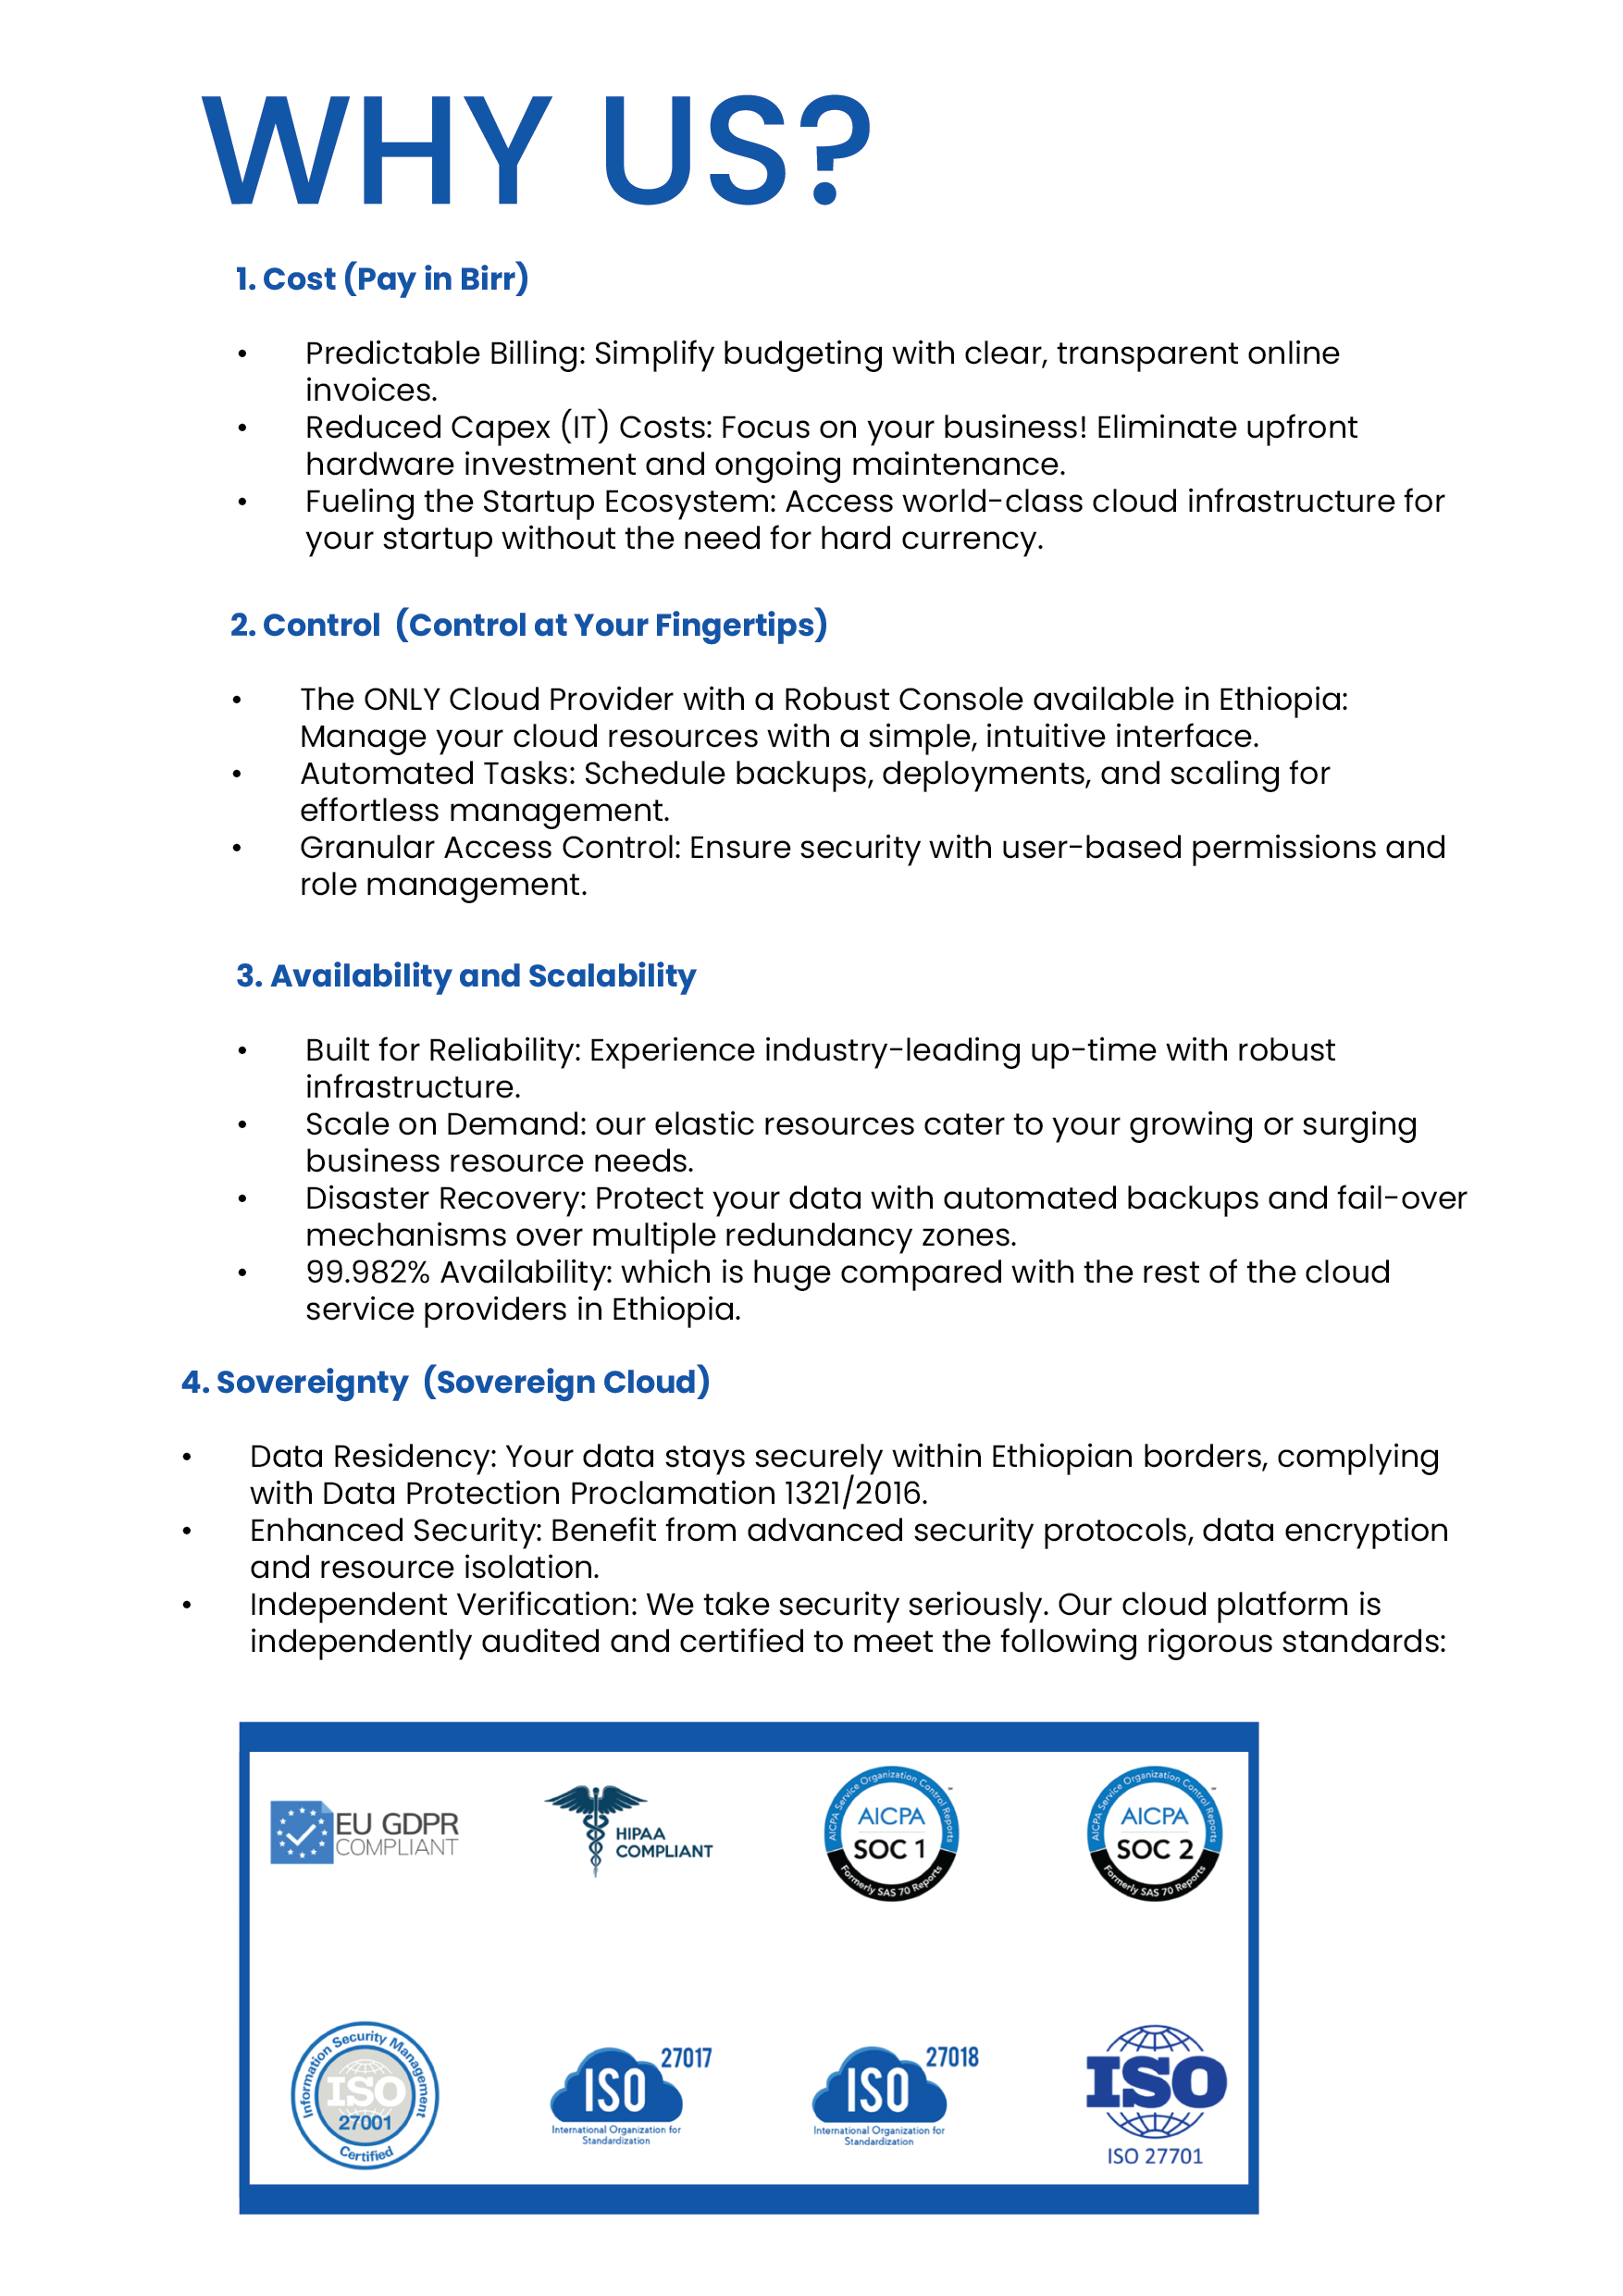 WHY US?
1. Cost (Pay in Birr)
• Predictable Billing: Simplify budgeting with clear, transparent online
invoices.
• Reduced Capex (IT) Costs: Focus on your business! Eliminate upfront
hardware investment and ongoing maintenance.
• Fueling the Startup Ecosystem: Access world-class cloud infrastructure for
your startup without the need for hard currency.
2. Control (Control at Your Fingertips)
• The ONLY Cloud Provider with a Robust Console available in Ethiopia:
Manage your cloud resources with a simple, intuitive interface.
• Automated Tasks: Schedule backups, deployments, and scaling for
effortless management.
• Granular Access Control: Ensure security with user-based permissions and
role management.
3. Availability and Scalability
• Built for Reliability: Experience industry-leading up-time with robust
infrastructure.
• Scale on Demand: our elastic resources cater to your growing or surging
business resource needs.
• Disaster Recovery: Protect your data with automated backups and fail-over
mechanisms over multiple redundancy zones.
• 99.982% Availability: which is huge compared with the rest of the cloud
service providers in Ethiopia.
4. Sovereignty (Sovereign Cloud)
• Data Residency: Your data stays securely within Ethiopian borders, complying
with Data Protection Proclamation 1321/2016.
• Enhanced Security: Benefit from advanced security protocols, data encryption
and resource isolation.
• Independent Verification: We take security seriously. Our cloud platform is
independently audited and certified to meet the following rigorous standards:
EU GDPR
COMPLIANT
HIPAA
COMPLIANT
AICPA Service Organization Control Reports
AICPA
SOC 1
Formerly SAS 70 Reports
AICPA Service Organization Control Reports
AICPA
SOC 2
Formerly SAS 70 Reports
Information Security Management
ISO
27001
Certified
27017
ISO
International Organization for
Standardization
27018
ISO
International Organization for
Standardization
ISO
ISO 27701